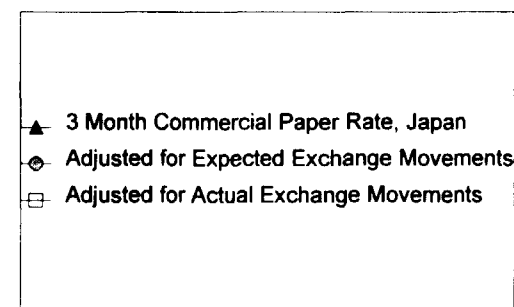 3 Month Commercial Paper Rate, Japan
Adjusted for Expected Exchange Movements
Adjusted for Actual Exchange Movements